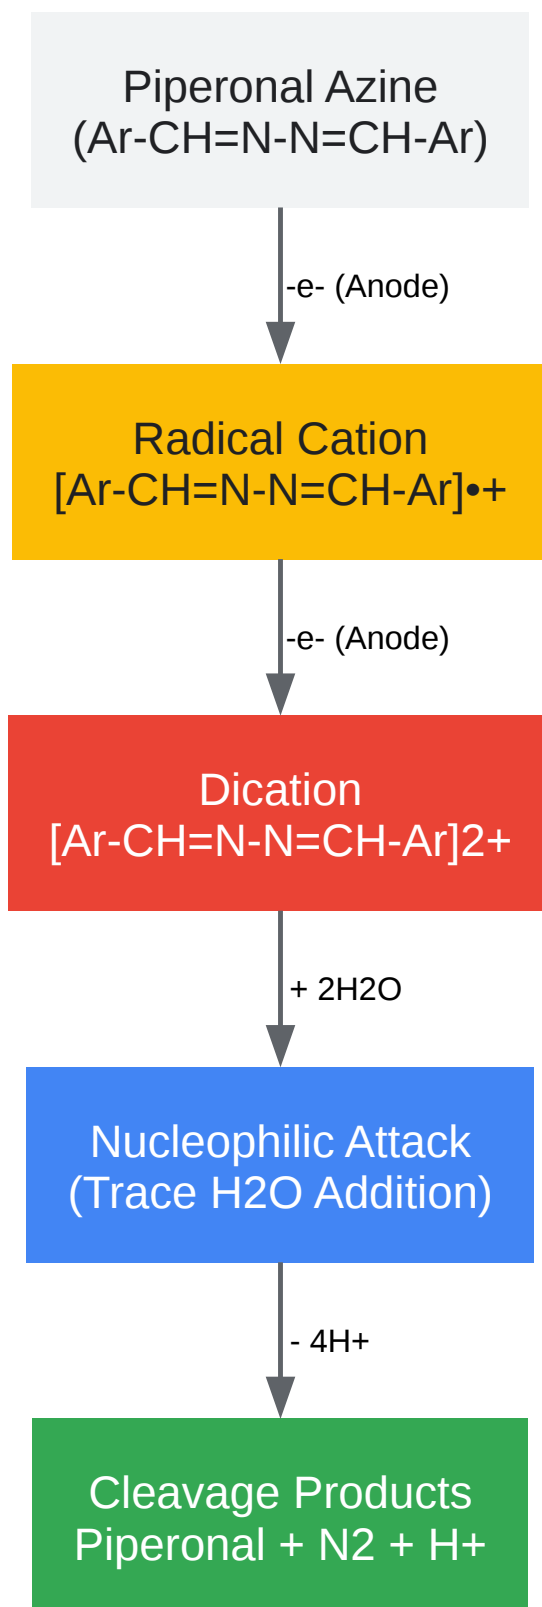 Piperonal Azine
(Ar-CH=N-N=CH-Ar)
-e- (Anode)
Radical Cation
[Ar-CH=N-N=CH-Ar]•+
-e- (Anode)
Dication
[Ar-CH=N-N=CH-Ar]2+
+ 2H2O
Nucleophilic Attack
(Trace H2O Addition)
- 4H+
Cleavage Products
Piperonal + N2 + H+